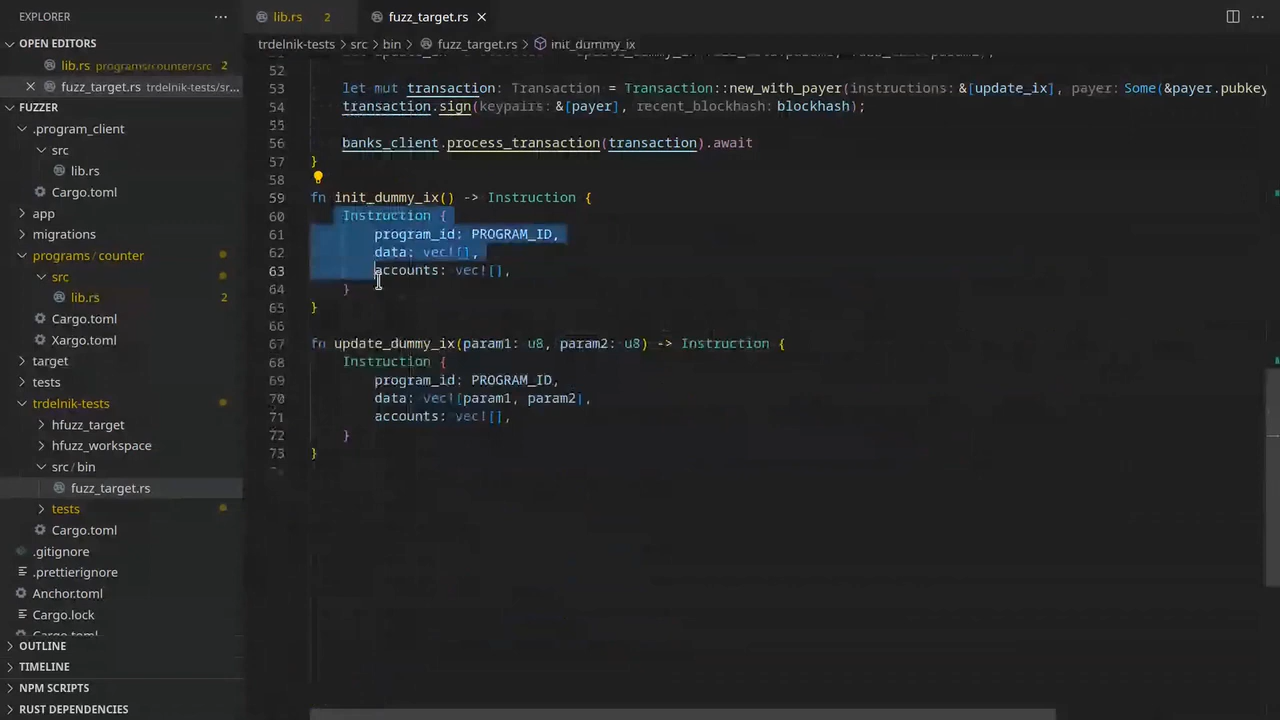 EXPLORER
···
lib.rs 2
fuzz_target.rs
OPEN EDITORS
lib.rs programs/counter/src 2
fuzz_target.rs trdelnik-tests/sr...
FUZZER
.program_client
src
lib.rs
Cargo.toml
app
migrations
programs / counter
src
lib.rs 2
Cargo.toml
Xargo.toml
target
tests
trdelnik-tests
hfuzz_target
hfuzz_workspace
src / bin
fuzz_target.rs
tests
Cargo.toml
.gitignore
.prettierignore
Anchor.toml
Cargo.lock
Cargo.toml
OUTLINE
TIMELINE
NPM SCRIPTS
RUST DEPENDENCIES
trdelnik-tests > src > bin > fuzz_target.rs > init_dummy_ix
52
53 let mut transaction: Transaction = Transaction::new_with_payer(instructions: &[update_ix], payer: Some(&payer.pubkey
54 transaction.sign(keypairs: &[payer], recent_blockhash: blockhash);
55
56 banks_client.process_transaction(transaction).await
57 }
58
59 fn init_dummy_ix() -> Instruction {
60 Instruction {
61 program_id: PROGRAM_ID,
62 data: vec![],
63 accounts: vec![],
64 }
65 }
66
67 fn update_dummy_ix(param1: u8, param2: u8) -> Instruction {
68 Instruction {
69 program_id: PROGRAM_ID,
70 data: vec![param1, param2],
71 accounts: vec![],
72 }
73 }